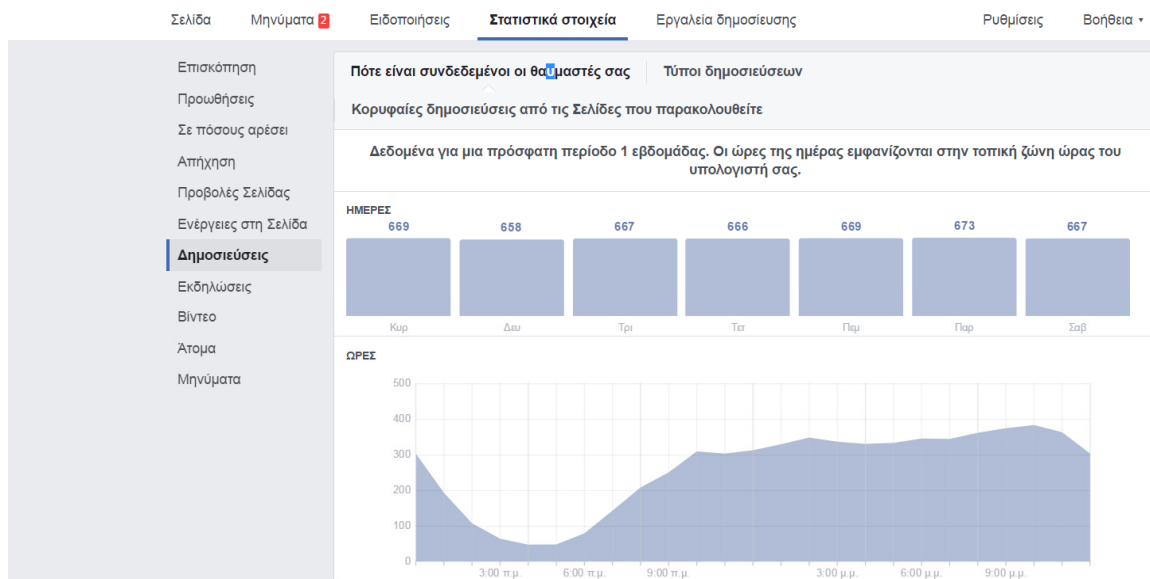 Σελίδα Μηνύματα 2 Ειδοποιήσεις Στατιστικά στοιχεία Εργαλεία δημοσίευσης Ρυθμίσεις Βοήθεια
Επισκόπηση
Προωθήσεις
Σε πόσους αρέσει
Απήχηση
Προβολές Σελίδας
Ενέργειες στη Σελίδα
Δημοσιεύσεις
Εκδηλώσεις
Βίντεο
Άτομα
Μηνύματα
Πότε είναι συνδεδεμένοι οι θαυμαστές σας Τύποι δημοσιεύσεων
Κορυφαίες δημοσιεύσεις από τις Σελίδες που παρακολουθείτε
Δεδομένα για μια πρόσφατη περίοδο 1 εβδομάδας. Οι ώρες της ημέρας εμφανίζονται στην τοπική ζώνη ώρας του
υπολογιστή σας.
ΗΜΕΡΕΣ
669 658 667 666 669 673 667
Κυρ Δευ Τρι Τετ Πεμ Παρ Σαβ
ΩΡΕΣ
500
400
300
200
100
0
3:00 π.μ. 6:00 π.μ. 9:00 π.μ. 3:00 μ.μ. 6:00 μ.μ. 9:00 μ.μ.